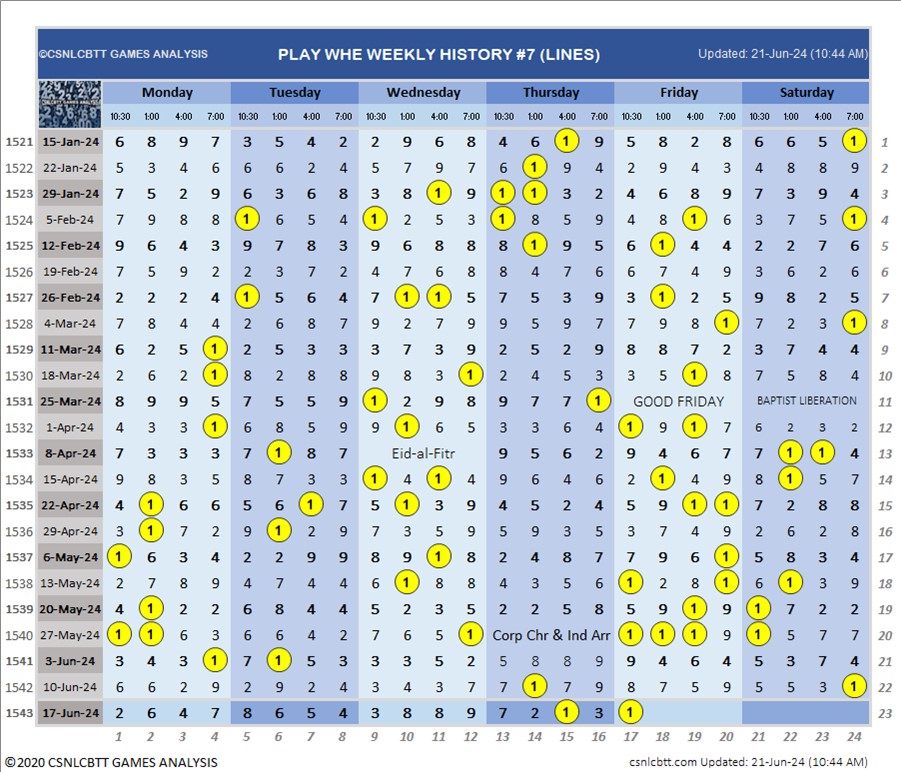 ©CSNLCBTT GAMES ANALYSIS PLAY WHE WEEKLY HISTORY #7 (LINES) Updated: 21-Jun-24 (10:44 AM)
Monday Tuesday Wednesday Thursday Friday Saturday
10:30 1:00 4:00 7:00 10:30 1:00 4:00 7:00 10:30 1:00 4:00 7:00 10:30 1:00 4:00 7:00 10:30 1:00 4:00 7:00 10:30 1:00 4:00 7:00
1521 15-Jan-24 6 8 9 7 3 5 4 2 2 9 6 8 4 6 1 9 5 8 2 8 6 6 5 1 1
1522 22-Jan-24 5 3 4 6 6 6 2 4 5 7 9 7 6 1 9 4 2 9 4 3 4 8 8 9 2
1523 29-Jan-24 7 5 2 9 6 3 6 8 3 8 1 9 1 1 3 2 4 6 8 9 7 3 9 4 3
1524 5-Feb-24 7 9 8 8 1 6 5 4 1 2 5 3 1 8 5 9 4 8 1 6 3 7 5 1 4
1525 12-Feb-24 9 6 4 3 9 7 8 3 9 6 8 8 8 1 9 5 6 1 4 4 2 2 7 6 5
1526 19-Feb-24 7 5 9 2 2 3 7 2 4 7 6 8 8 4 7 6 6 7 4 9 3 6 2 6 6
1527 26-Feb-24 2 2 2 4 1 5 6 4 7 1 1 5 7 5 3 9 3 1 2 5 9 8 2 5 7
1528 4-Mar-24 7 8 4 4 2 6 8 7 9 2 7 9 9 5 9 7 7 9 8 1 7 2 3 1 8
1529 11-Mar-24 6 2 5 1 2 5 3 3 3 7 3 9 2 5 2 9 8 8 7 2 3 7 4 4 9
1530 18-Mar-24 2 6 2 1 8 2 8 8 9 8 3 1 2 4 5 3 3 5 1 8 7 5 8 4 10
1531 25-Mar-24 8 9 9 5 7 5 5 9 1 2 9 8 9 7 7 1 GOOD FRIDAY BAPTIST LIBERATION 11
1532 1-Apr-24 4 3 3 1 6 8 5 9 9 1 6 5 3 3 6 4 1 9 1 7 6 2 3 2 12
1533 8-Apr-24 7 3 3 3 7 1 8 7 Eid-al-Fitr 9 5 6 2 9 4 6 7 7 1 1 4 13
1534 15-Apr-24 9 8 3 5 8 7 3 3 1 4 1 4 9 6 6 2 7 1 4 9 8 1 5 7 14
1535 22-Apr-24 4 1 6 6 5 6 1 7 5 1 3 9 4 5 2 4 5 9 1 1 7 2 8 8 15
1536 29-Apr-24 3 1 7 2 9 1 2 9 7 3 5 9 5 9 3 5 3 7 4 9 2 6 2 8 16
1537 6-May-24 1 6 3 4 2 2 9 9 8 9 1 8 2 4 8 7 7 9 6 1 5 8 3 4 17
1538 13-May-24 2 7 8 9 4 7 4 4 6 1 8 8 4 3 5 6 1 2 8 1 6 1 3 9 18
1539 20-May-24 4 1 2 2 6 8 4 4 5 2 3 5 2 2 5 8 5 9 1 9 1 7 2 2 19
1540 27-May-24 1 1 6 3 6 6 4 2 7 6 5 1 Corp Chr & Ind Arr 1 1 1 9 1 5 7 7 20
1541 3-Jun-24 3 4 3 1 7 1 5 3 3 3 5 2 5 8 8 9 9 4 6 4 5 3 7 4 21
1542 10-Jun-24 6 6 2 9 2 9 2 4 3 4 3 7 7 1 7 9 8 7 5 9 5 5 3 1 22
1543 17-Jun-24 2 6 4 7 8 6 5 4 3 8 8 9 7 2 1 3 1 23
1 2 3 4 5 6 7 8 9 10 11 12 13 14 15 16 17 18 19 20 21 22 23 24
©2020 CSNLCBTT GAMES ANALYSIS csnlcbtt.com Updated: 21-Jun-24 (10:44 AM)